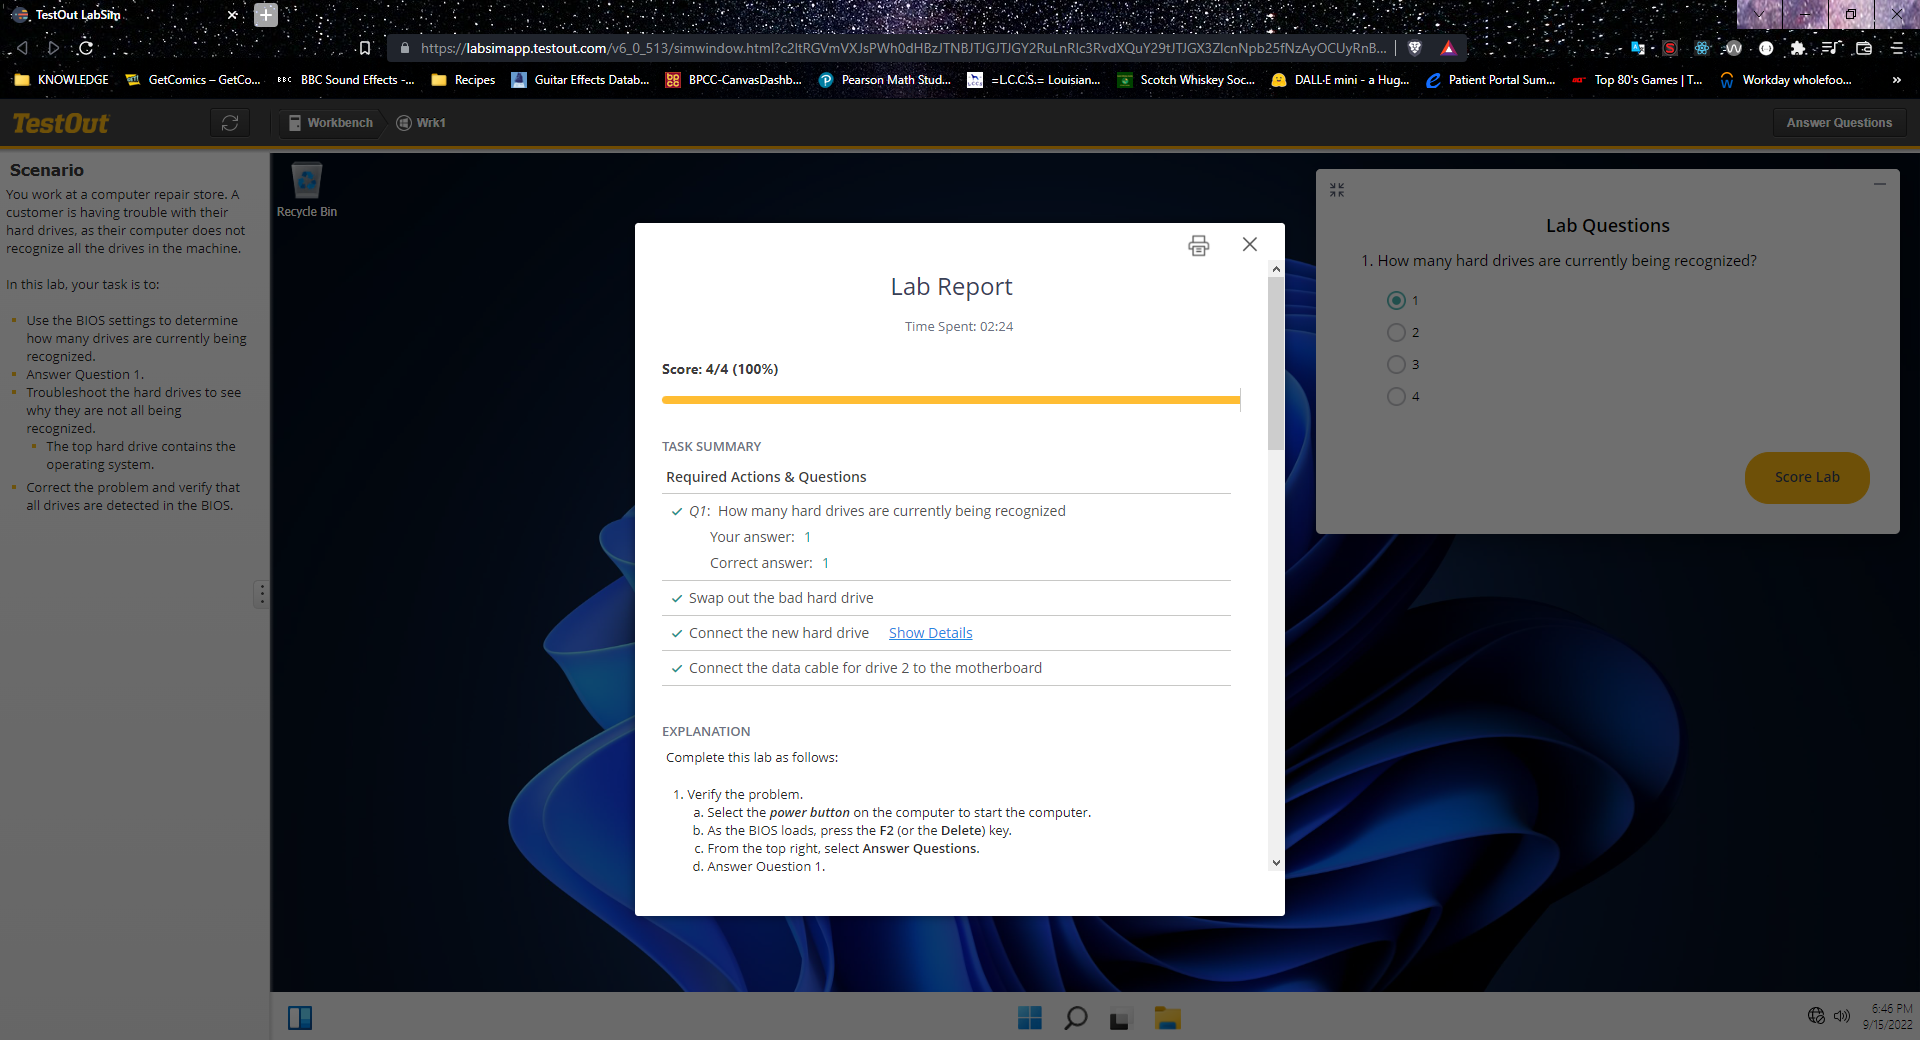 TestOut LabSim
https://labsimapp.testout.com/v6_0_513/simwindow.html?c2ltRGVmVXJsPWh0dHBzJTNBJTJGJTJGY2RuLnRlc3RvdXQuY29tJTJGX3ZlcnNpb25fNzAyOCUyRnB...
KNOWLEDGE
GetComics – GetCo...
BBC
BBC Sound Effects -...
Recipes
Guitar Effects Datab...
BPCC-CanvasDashb...
Pearson Math Stud...
=L.C.C.S.= Louisian...
Scotch Whiskey Soc...
DALL·E mini - a Hug...
Patient Portal Sum...
Top 80's Games | T...
Workday wholefoo...
»
TestOut
Workbench
Wrk1
Answer Questions
Scenario
You work at a computer repair store. A
customer is having trouble with their
hard drives, as their computer does not
recognize all the drives in the machine.
In this lab, your task is to:
Use the BIOS settings to determine
how many drives are currently being
recognized.
Answer Question 1.
Troubleshoot the hard drives to see
why they are not all being
recognized.
The top hard drive contains the
operating system.
Correct the problem and verify that
all drives are detected in the BIOS.
Recycle Bin
Lab Report
Time Spent: 02:24
Score: 4/4 (100%)
TASK SUMMARY
Required Actions & Questions
Q1: How many hard drives are currently being recognized
Your answer: 1
Correct answer: 1
Swap out the bad hard drive
Connect the new hard drive Show Details
Connect the data cable for drive 2 to the motherboard
EXPLANATION
Complete this lab as follows:
1. Verify the problem.
a. Select the power button on the computer to start the computer.
b. As the BIOS loads, press the F2 (or the Delete) key.
c. From the top right, select Answer Questions.
d. Answer Question 1.
Lab Questions
1. How many hard drives are currently being recognized?
1
2
3
4
Score Lab
6:46 PM
9/15/2022